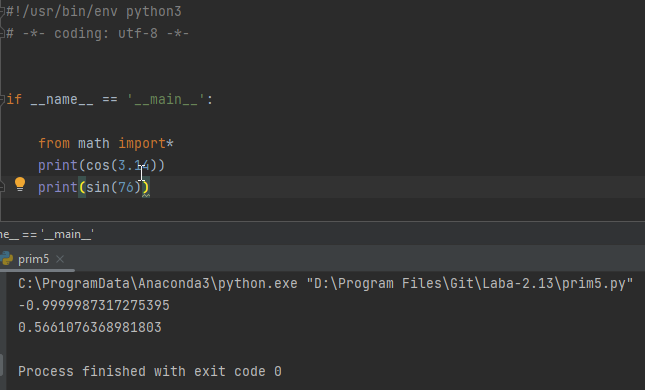 #!/usr/bin/env python3
# -*- coding: utf-8 -*-
if __name__ == '__main__':
from math import*
print(cos(3.14))
print(sin(76))
ne__ == '__main__'
prim5
C:\ProgramData\Anaconda3\python.exe "D:\Program Files\Git\Laba-2.13\prim5.py"
-0.9999987317275395
0.5661076368981803
Process finished with exit code 0